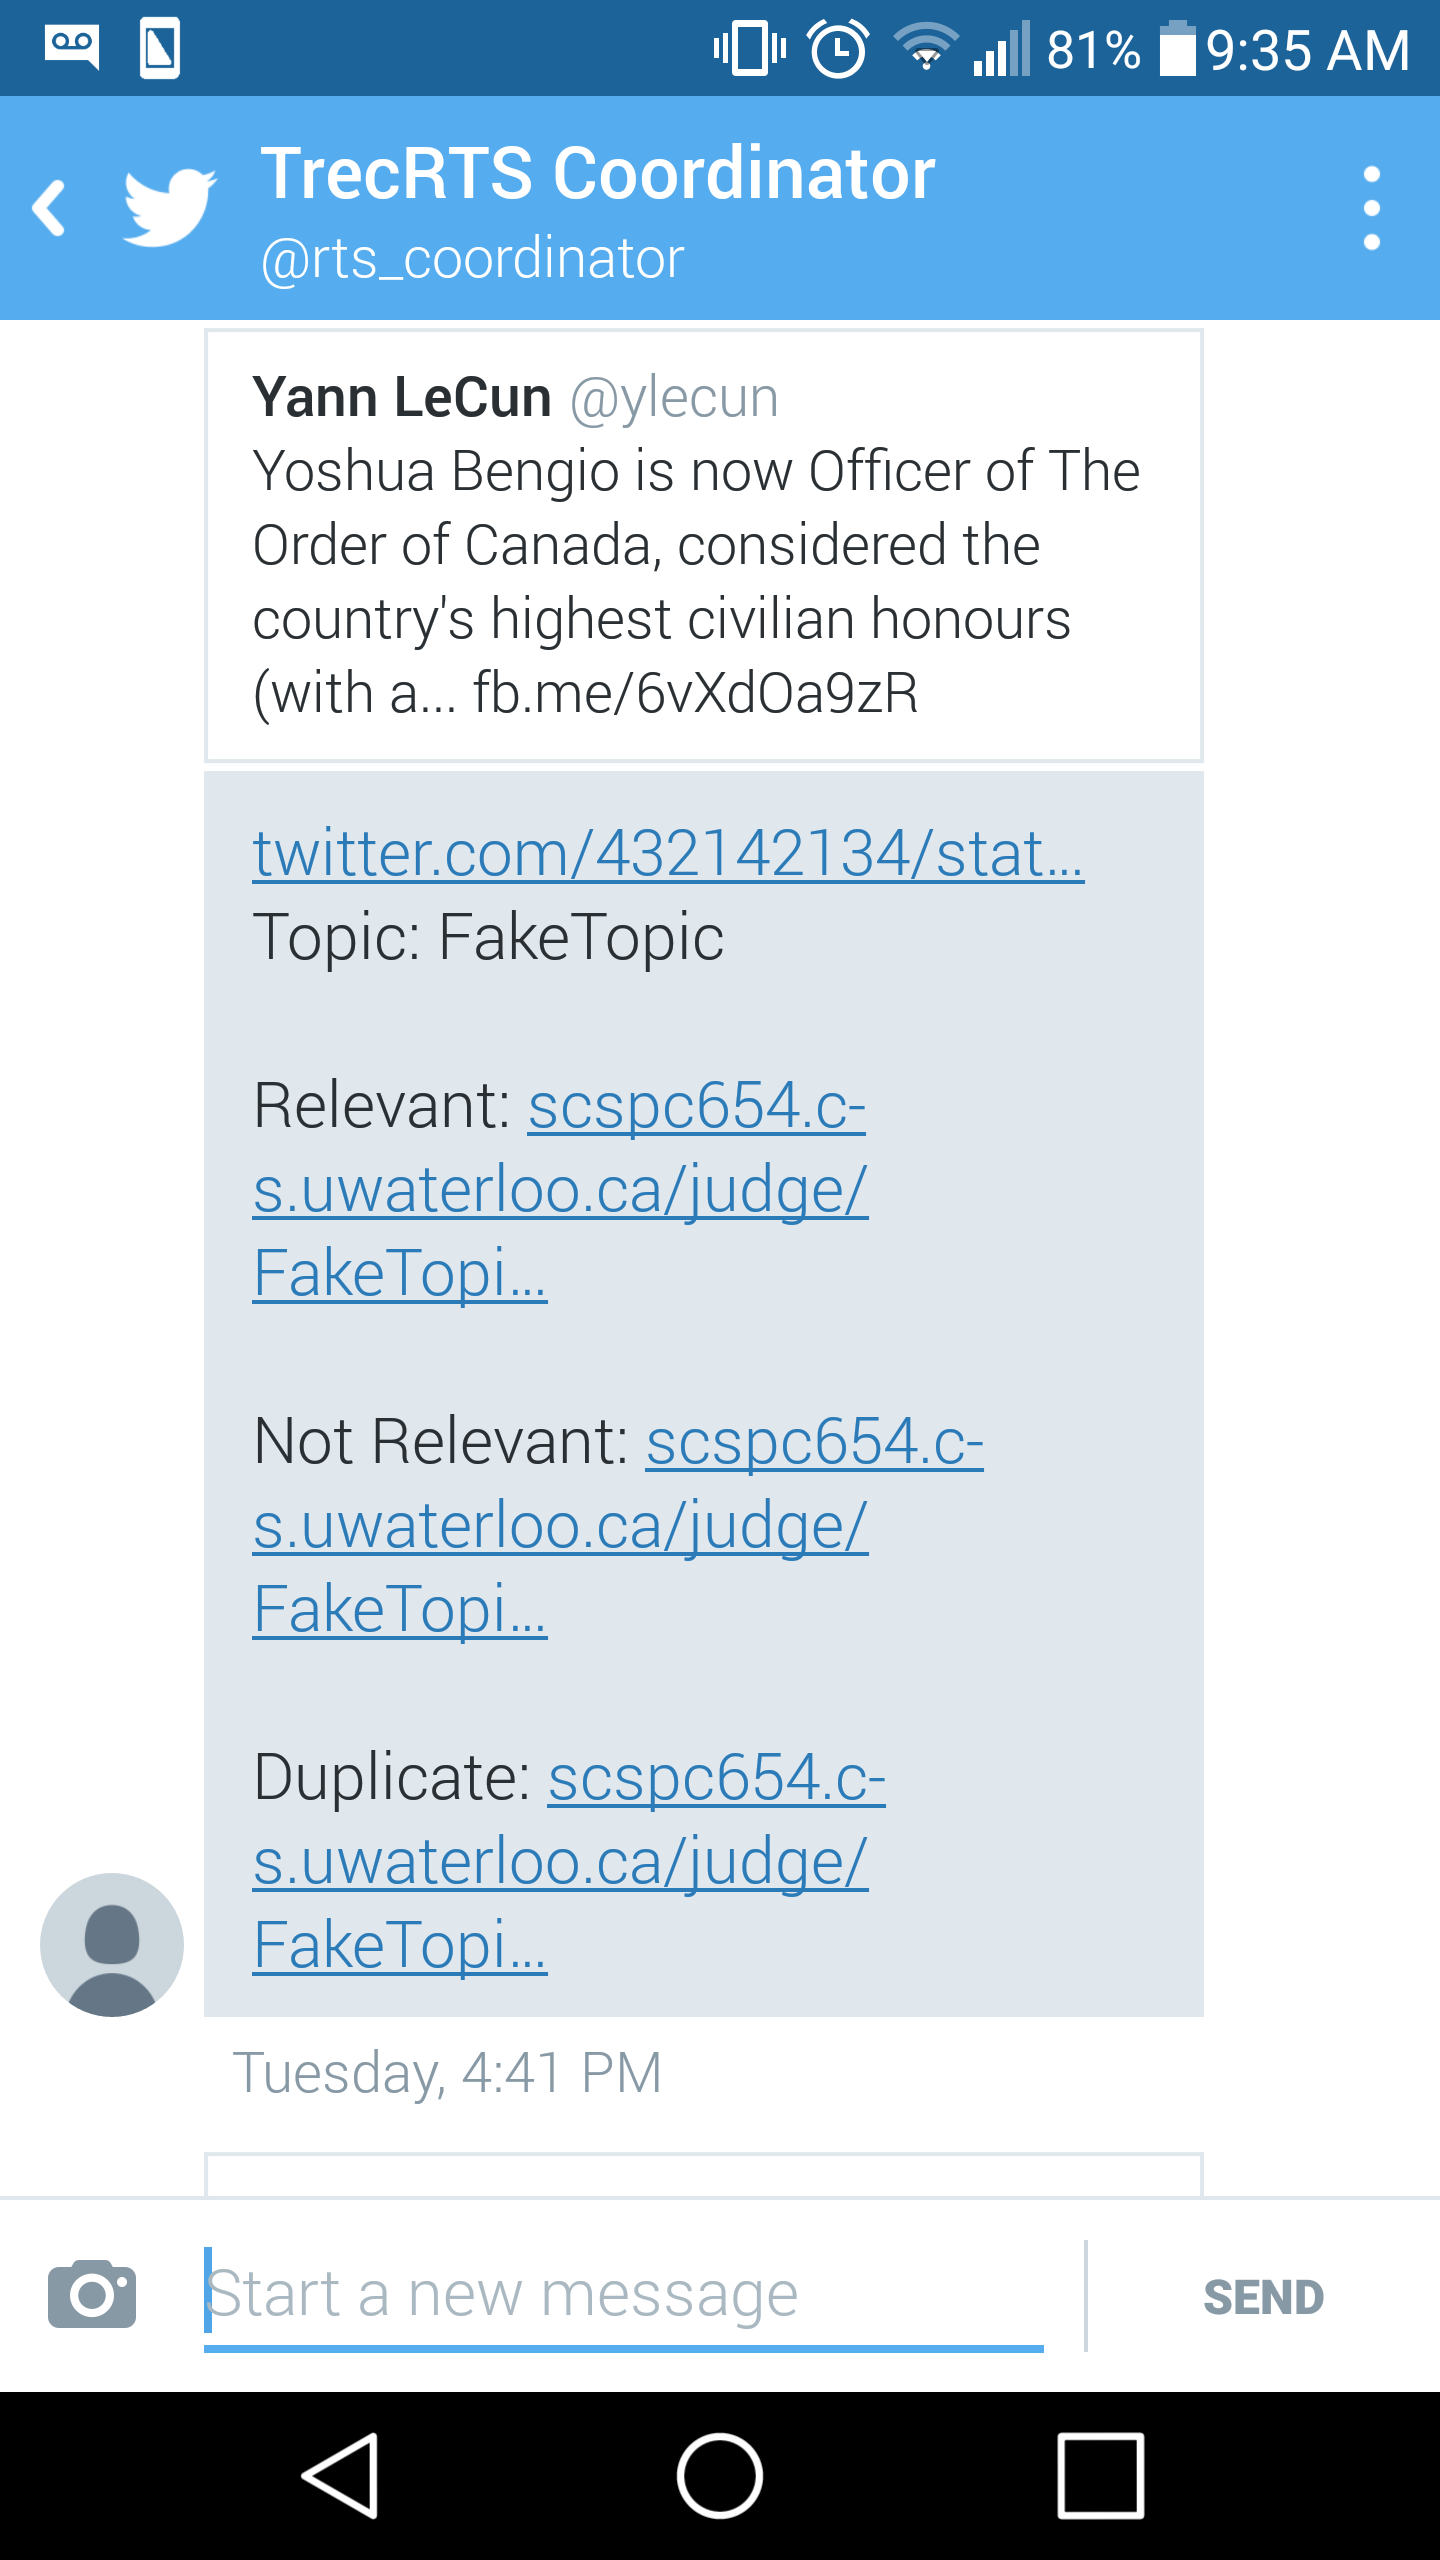 81% 9:35 AM
TrecRTS Coordinator
@rts_coordinator
Yann LeCun @ylecun
Yoshua Bengio is now Officer of The
Order of Canada, considered the
country's highest civilian honours
(with a... fb.me/6vXdOa9zR
twitter.com/432142134/stat...
Topic: FakeTopic
Relevant: scspc654.c-
s.uwaterloo.ca/judge/
FakeTopi...
Not Relevant: scspc654.c-
s.uwaterloo.ca/judge/
FakeTopi...
Duplicate: scspc654.c-
s.uwaterloo.ca/judge/
FakeTopi...
Tuesday, 4:41 PM
Start a new message
SEND